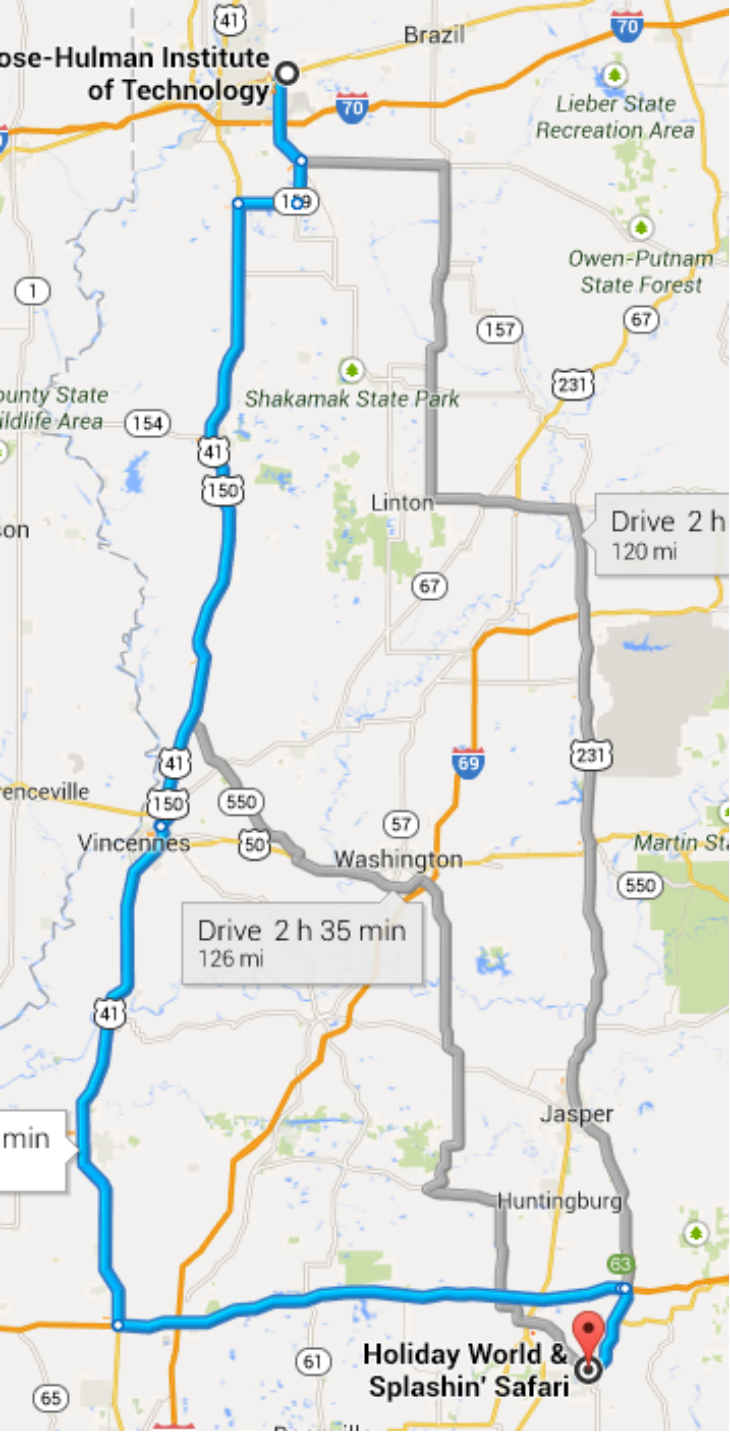 41
70
Brazil
ose-Hulman Institute
of Technology
70
Lieber State
Recreation Area
Owen-Putnam
State Forest
1
67
157
231
ounty State
ildlife Area
154
Shakamak State Park
41
150
Linton
son
Drive 2 h
120 mi
67
231
41
69
renceville
150
550
57
Vincennes
50
Washington
Martin Sta
550
Drive 2 h 35 min
126 mi
41
min
Jasper
Huntingburg
63
Holiday World &
Splashin' Safari
61
65